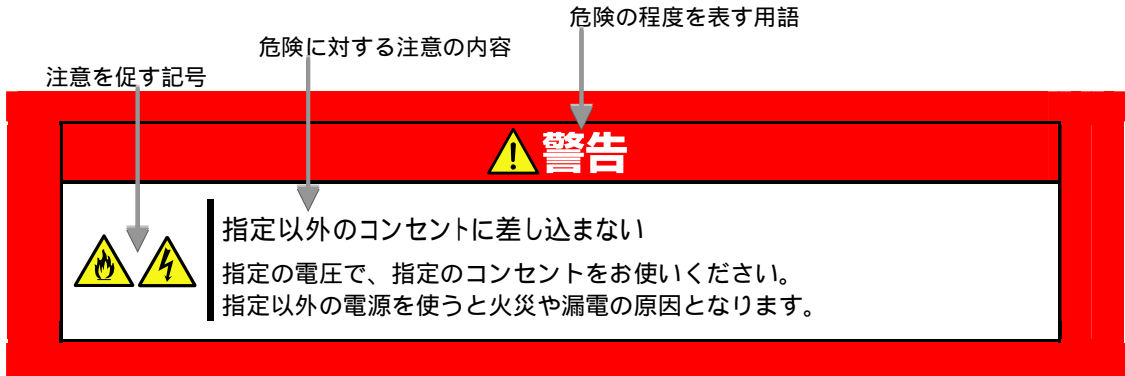 危険の程度を表す用語
危険に対する注意の内容
注意を促す記号
警告
指定以外のコンセントに差し込まない
指定の電圧で、指定のコンセントをお使いください。
指定以外の電源を使うと火災や漏電の原因となります。